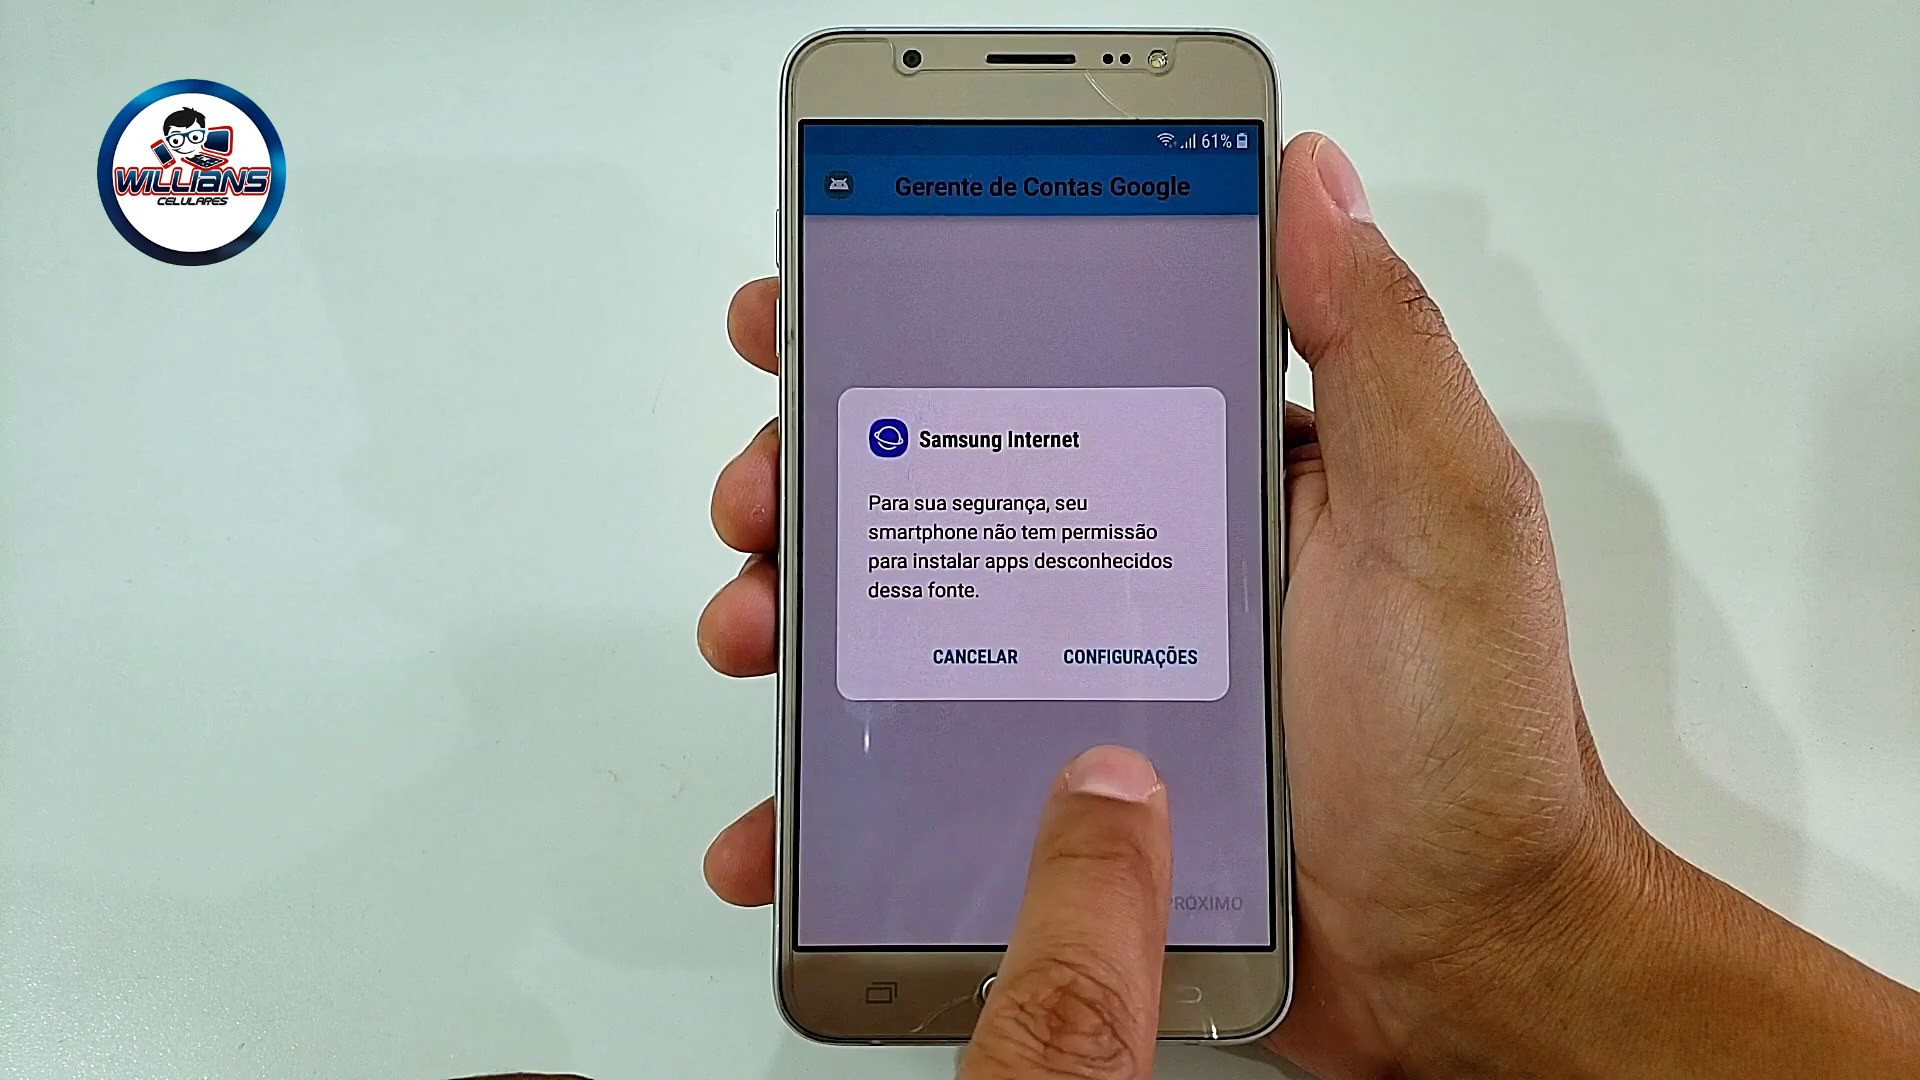 WILLIANS
CELULARES
61%
Gerente de Contas Google
Samsung Internet
Para sua segurança, seu
smartphone não tem permissão
para instalar apps desconhecidos
dessa fonte.
CANCELAR CONFIGURAÇÕES
PRÓXIMO